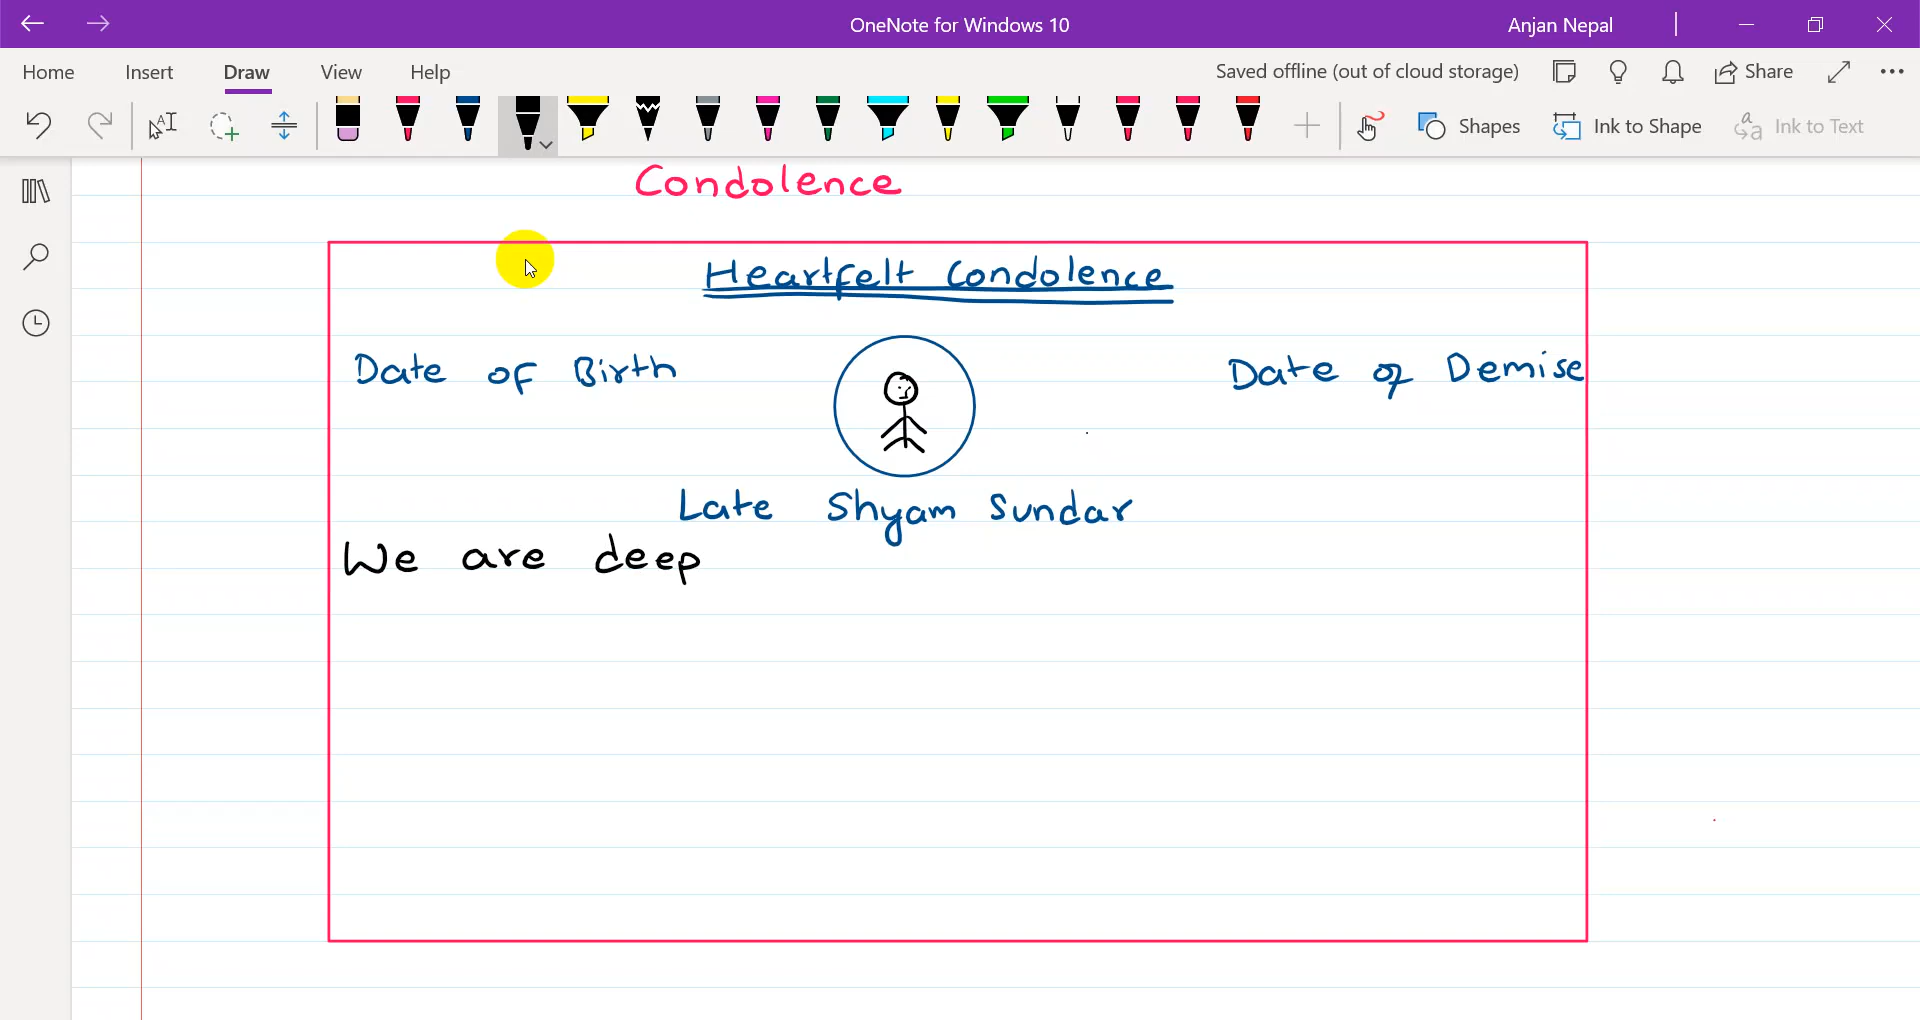 OneNote for Windows 10 Anjan Nepal
Home Insert Draw View Help Saved offline (out of cloud storage) Share
Shapes Ink to Shape Ink to Text
Condolence
Heartfelt Condolence
Date of Birth Date of Demise
Late Shyam Sundar
We are deep